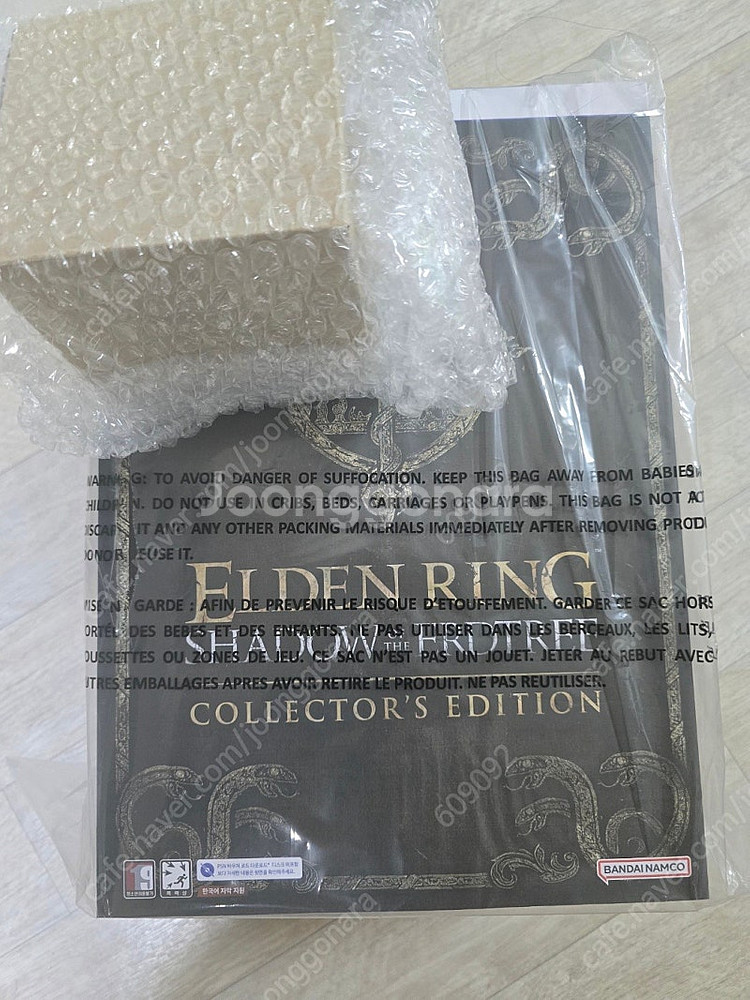 WARNING: TO AVOID DANGER OF SUFFOCATION. KEEP THIS BAG AWAY FROM BABIES
CHILDREN. DO NOT USE IN CRIBS, BEDS, CARRIAGES OR PLAYPENS. THIS BAG IS NOT A
IT AND ANY OTHER PACKING MATERIALS IMMEDIATELY AFTER REMOVING
REUSE IT.
Joonggonara
ELDEN RING
GARDE : AFIN DE PREVENIR LE RISQUE D'ETOUFFEMENT. GARDER CE SAC HORS
DES BEBES ET DES ENFANTS, NE PAS UTILISER DANS LES BERCEAUX, LES LITS,
SHADOW OF THE ERDTREE
OU ZONES DE JEU. CE SAC N'EST PAS UN JOUET. JETER AU REBUT AVEC
EMBALLAGES APRES AVOIR RETIRE LE PRODUIT. NE PAS REUTILISER.
COLLECTOR'S EDITION
609092
cafe.naver.com/joonggonara
19
한국어 자막 지원
BANDAI NAMCO